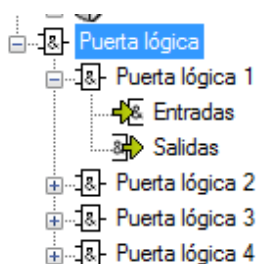 Puerta lógica
Puerta lógica 1
Entradas
Salidas
Puerta lógica 2
Puerta lógica 3
Puerta lógica 4